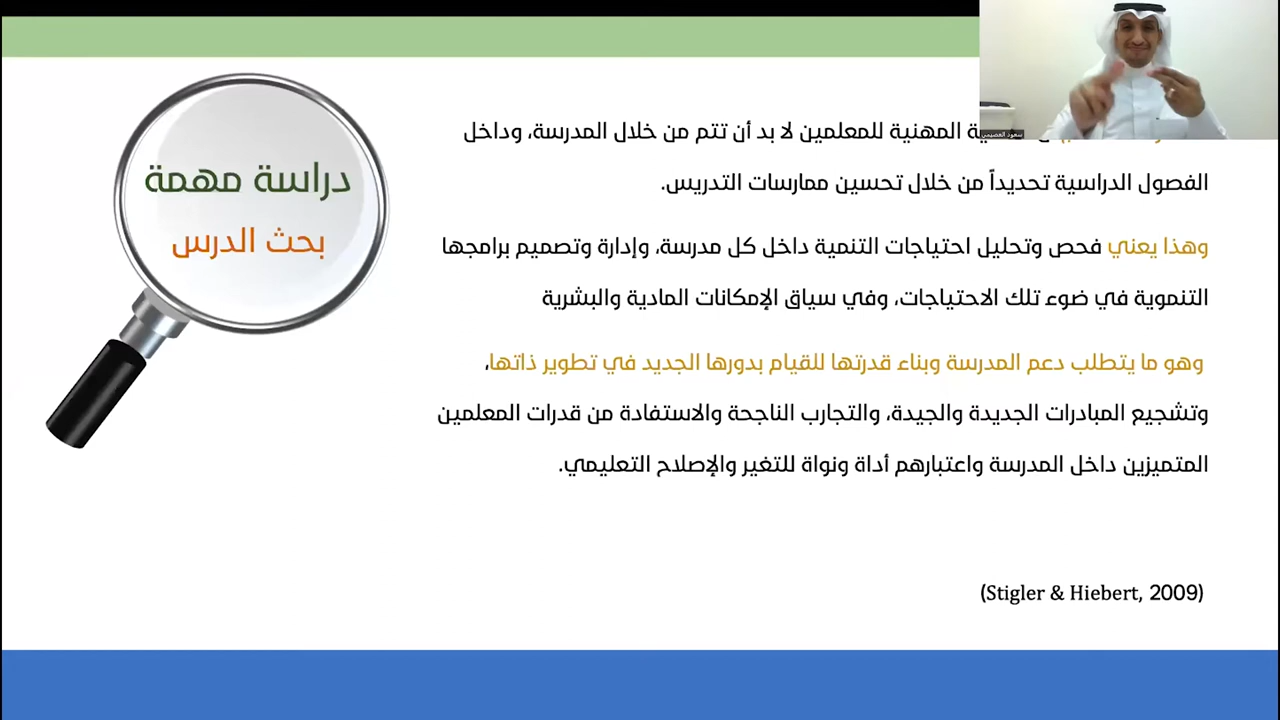 دراسة مهمة
بحث الدرس
سعود العصيمي
المهنية للمعلمين لا بد أن تتم من خلال المدرسة، وداخل
الفصول الدراسية تحديداً من خلال تحسين ممارسات التدريس.
وهذا يعني فحص وتحليل احتياجات التنمية داخل كل مدرسة، وإدارة وتصميم برامجها
التنموية في ضوء تلك الاحتياجات، وفي سياق الإمكانات المادية والبشرية
وهو ما يتطلب دعم المدرسة وبناء قدرتها للقيام بدورها الجديد في تطوير ذاتها،
وتشجيع المبادرات الجديدة والجيدة، والتجارب الناجحة والاستفادة من قدرات المعلمين
المتميزين داخل المدرسة واعتبارهم أداة ونواة للتغير والإصلاح التعليمي.
(Stigler & Hiebert, 2009)